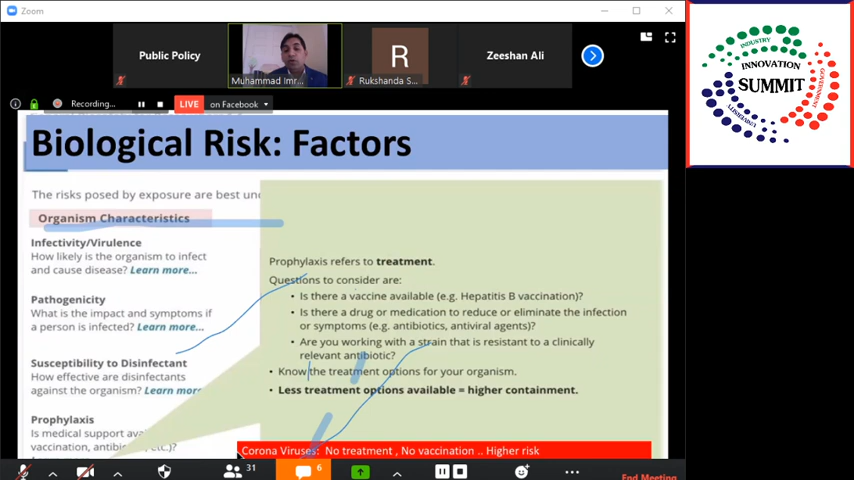 Zoom
Public Policy
R
Zeeshan Ali
Muhammad Imr...
Rukshanda S...
Recording...
LIVE
on Facebook
INDUSTRY
INNOVATION
SUMMIT
GOVERNMENT
UNIVERSITY
Biological Risk: Factors
The risks posed by exposure are best un
Organism Characteristics
Infectivity/Virulence
How likely is the organism to infect
and cause disease? Learn more...
Pathogenicity
What is the impact and symptoms if
a person is infected? Learn more...
Susceptibility to Disinfectant
How effective are disinfectants
against the organism? Learn more
Prophylaxis
Is medical support avai
vaccination, antibio etc.)?
Prophylaxis refers to treatment.
Questions to consider are:
• Is there a vaccine available (e.g. Hepatitis B vaccination)?
• Is there a drug or medication to reduce or eliminate the infection
or symptoms (e.g. antibiotics, antiviral agents)?
• Are you working with a strain that is resistant to a clinically
relevant antibiotic?
• Know the treatment options for your organism.
• Less treatment options available = higher containment.
Corona Viruses: No treatment , No vaccination .. Higher risk
31
6
End Meeting